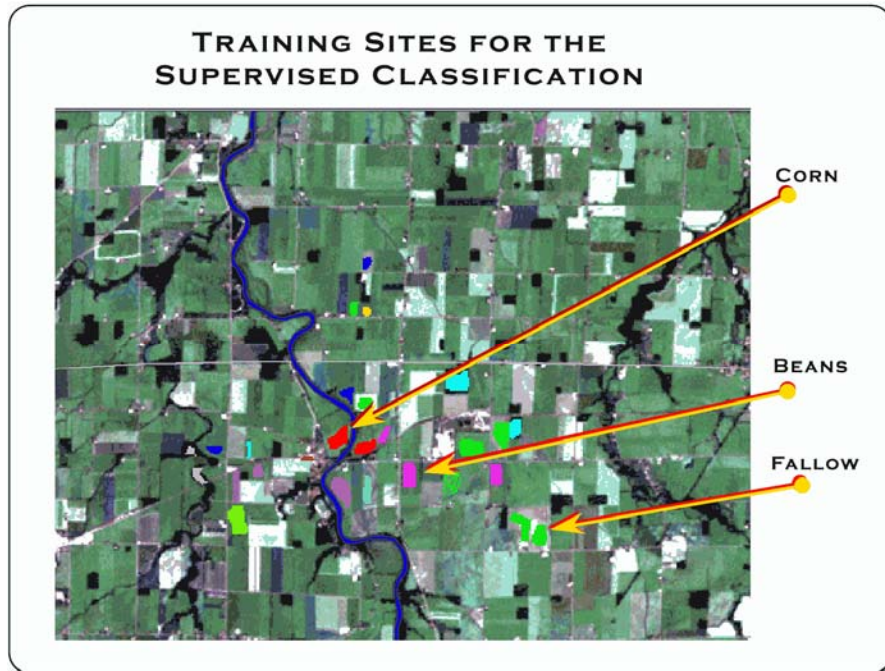 TRAINING SITES FOR THE
SUPERVISED CLASSIFICATION
CORN
BEANS
FALLOW